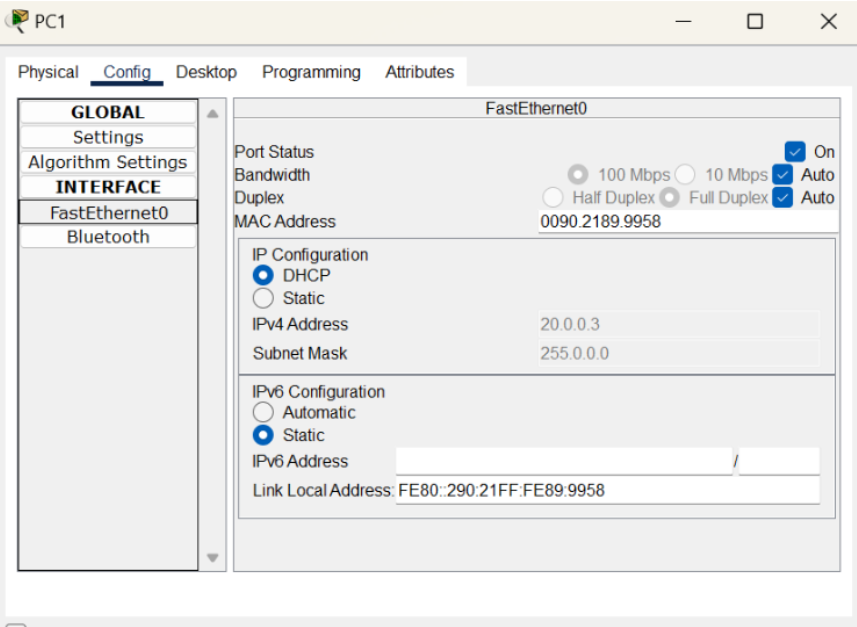 PC1
Physical Config Desktop Programming Attributes
GLOBAL
Settings
Algorithm Settings
INTERFACE
FastEthernet0
Bluetooth
FastEthernet0
Port Status On
Bandwidth 100 Mbps 10 Mbps Auto
Duplex Half Duplex Full Duplex Auto
MAC Address 0090.2189.9958
IP Configuration
DHCP
Static
IPv4 Address 20.0.0.3
Subnet Mask 255.0.0.0
IPv6 Configuration
Automatic
Static
IPv6 Address /
Link Local Address: FE80::290:21FF:FE89:9958